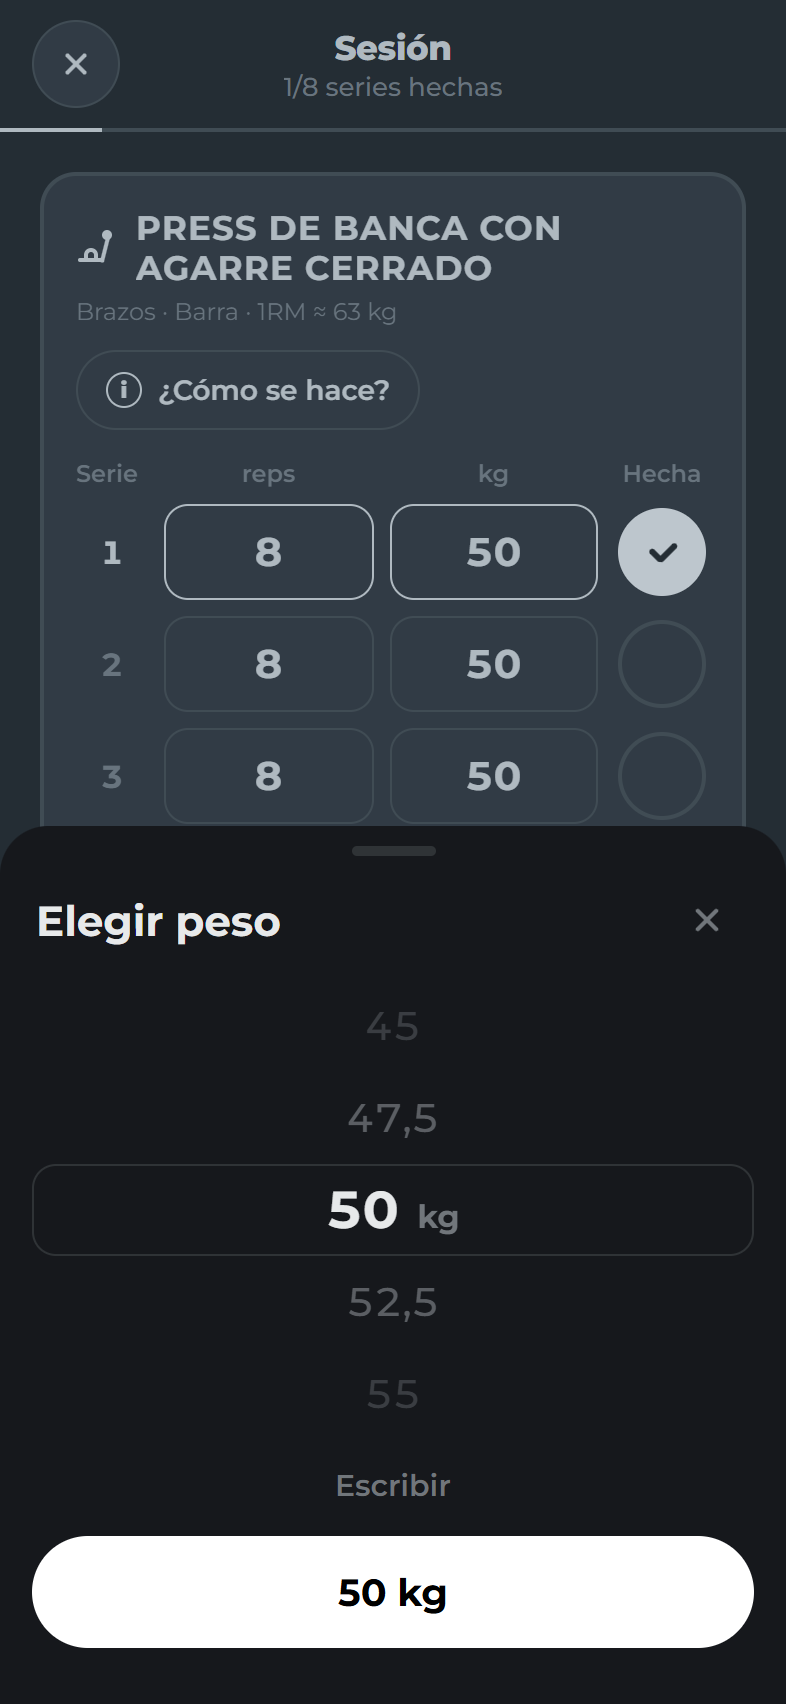 Sesión
1/8 series hechas
PRESS DE BANCA CON
AGARRE CERRADO
Brazos · Barra · 1RM ≈ 63 kg
¿Cómo se hace?
Serie reps kg Hecha
1 8 50
2 8 50
3 8 50
Elegir peso
45
47,5
50 kg
52,5
55
Escribir
50 kg